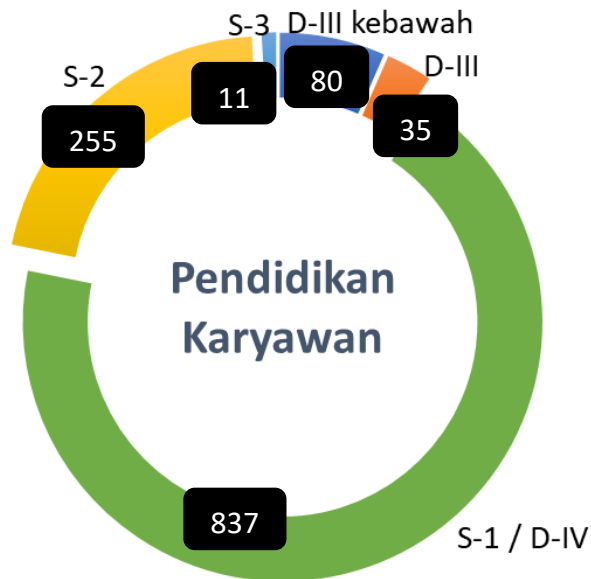 S-3
D-III kebawah
D-III
S-2
11
80
35
255
Pendidikan
Karyawan
837
S-1 / D-IV